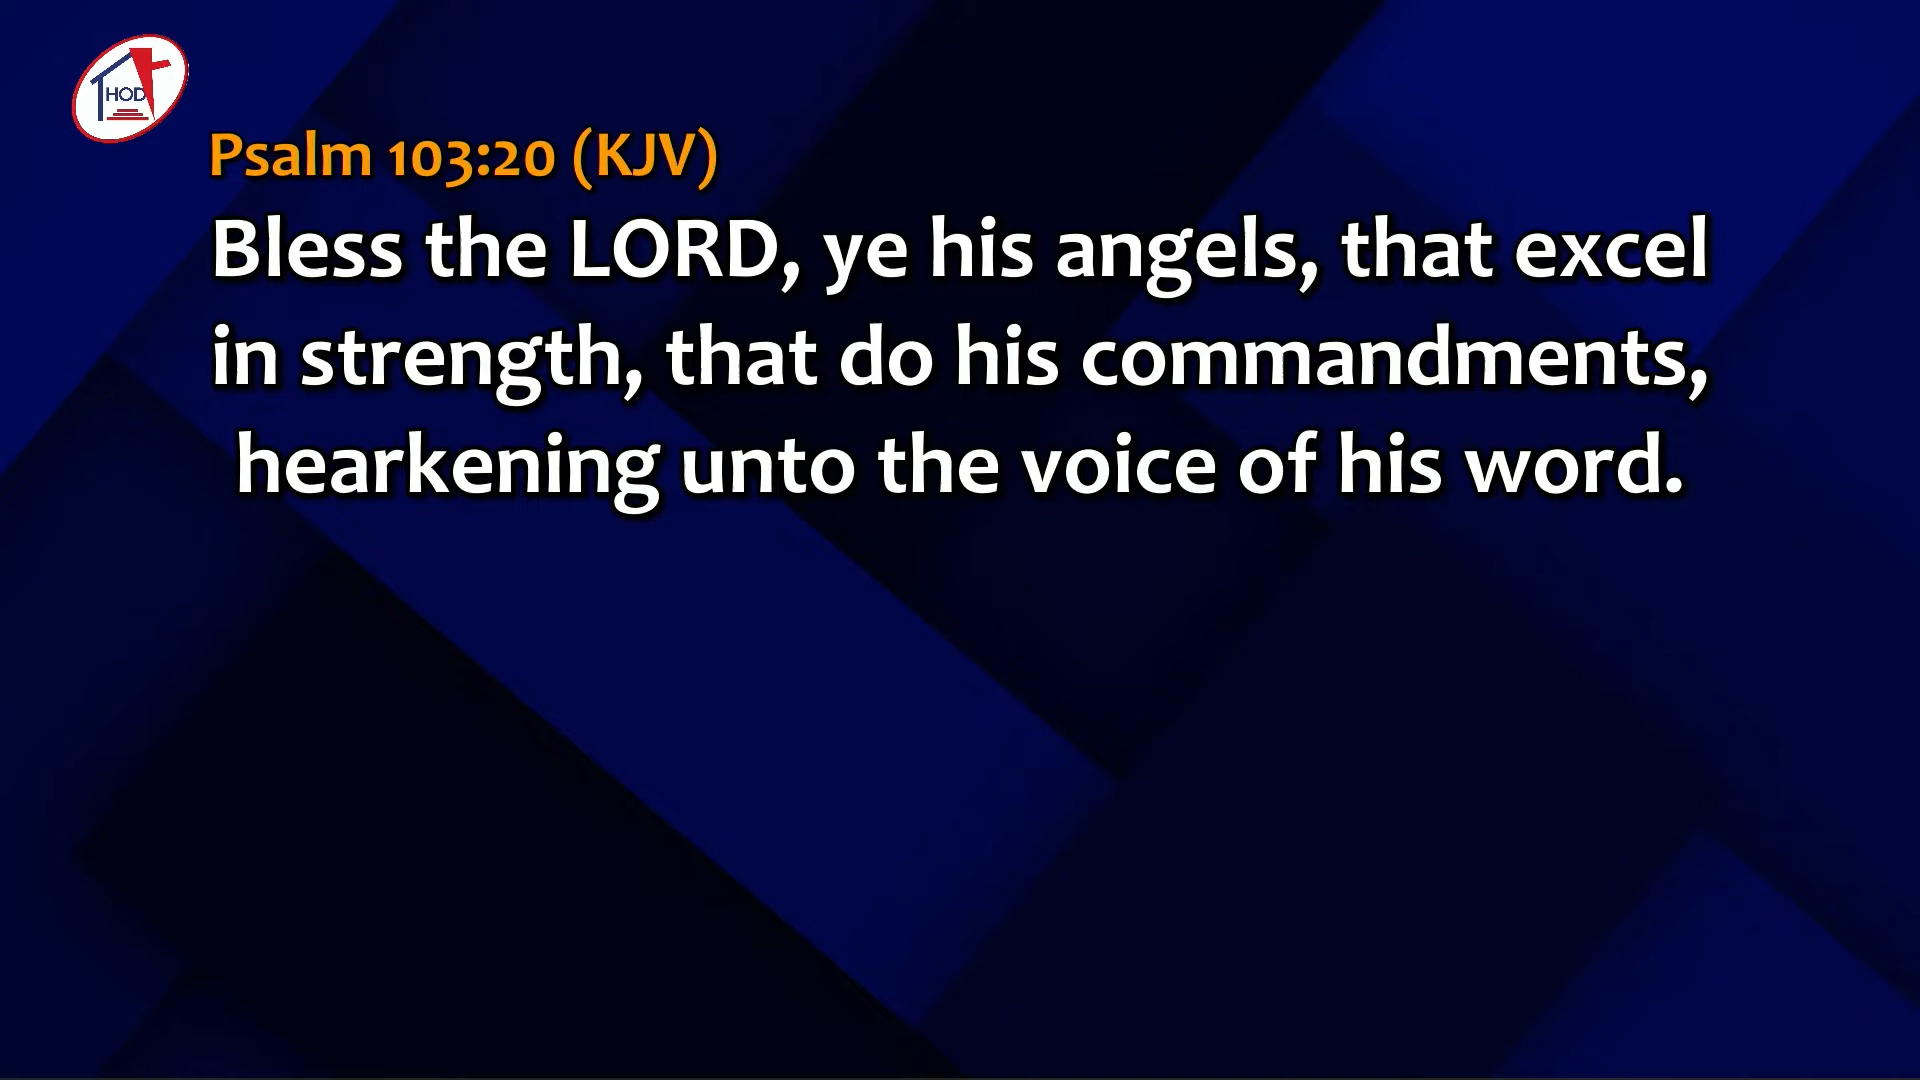 HOD
Psalm 103:20 (KJV)
Bless the LORD, ye his angels, that excel
in strength, that do his commandments,
hearkening unto the voice of his word.